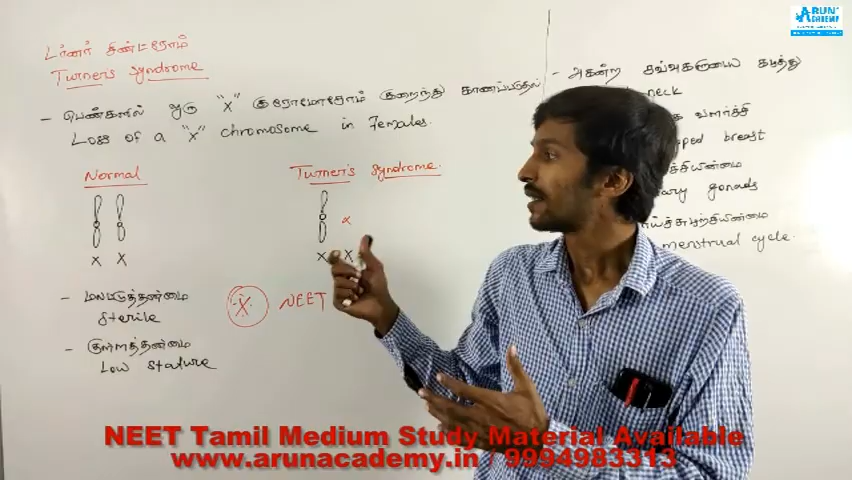 டர்னர் சிண்ட்ரோம்
Turners Syndrome
- பெண்களில் ஒரு "X" குரோமோசோம் குறைந்து காணப்படுதல்
Loss of a "X" chromosome in Females.
Normal
X X
- மலட்டுத்தன்மை
Sterile
- குள்ளத்தன்மை
Low Stature
Turner's Syndrome.
X X
X NEET
- அகன்ற கழுத்து
neck
வளர்ச்சி
breast
gonads
menstrual cycle.
ARUN
ACADEMY
NEET Tamil Medium Study Material Available
www.arunacademy.in / 9994983313